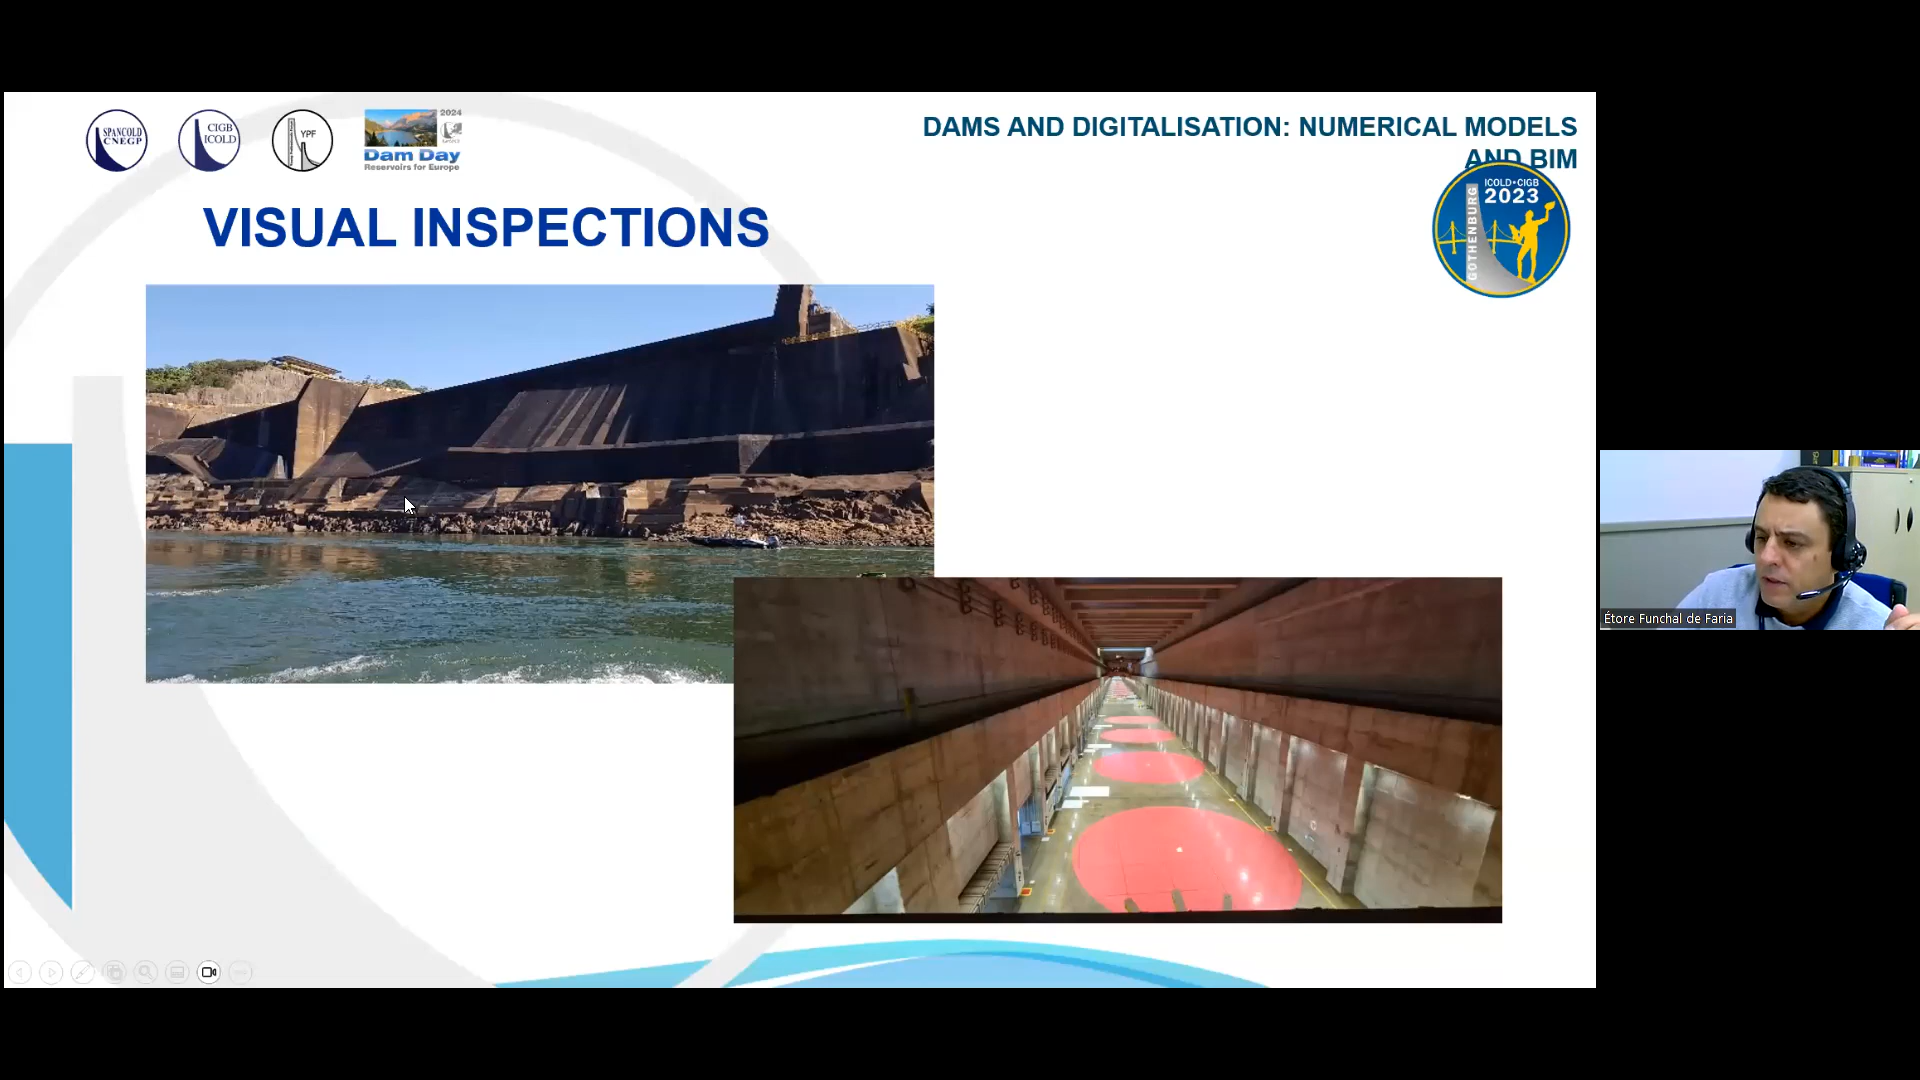 SPANCOLD
CNEGP
CIGB
ICOLD
YPF
2024
Dam Day
Reservoirs for Europe
DAMS AND DIGITALISATION: NUMERICAL MODELS
AND BIM
ICOLD•CIGB
2023
GOTHENBURG
VISUAL INSPECTIONS
Étore Funchal de Faria